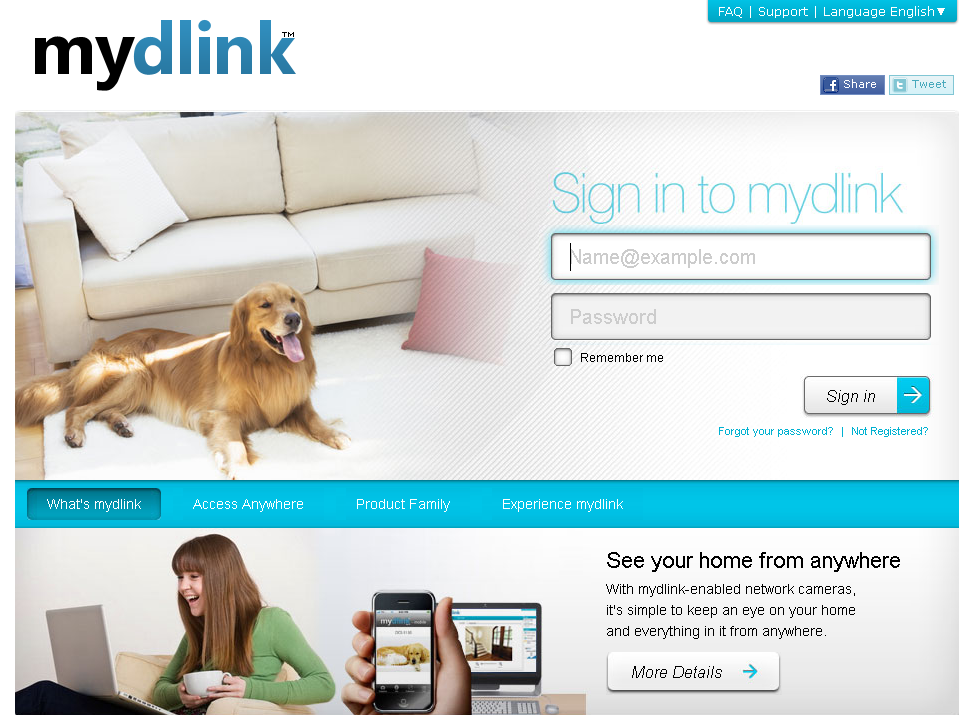 FAQ | Support | Language English▼
mydlink™
Share Tweet
Sign in to mydlink
Name@example.com
Password
Remember me
Sign in
Forgot your password? | Not Registered?
What's mydlink Access Anywhere Product Family Experience mydlink
See your home from anywhere
With mydlink-enabled network cameras,
it's simple to keep an eye on your home
and everything in it from anywhere.
mydlink
More Details